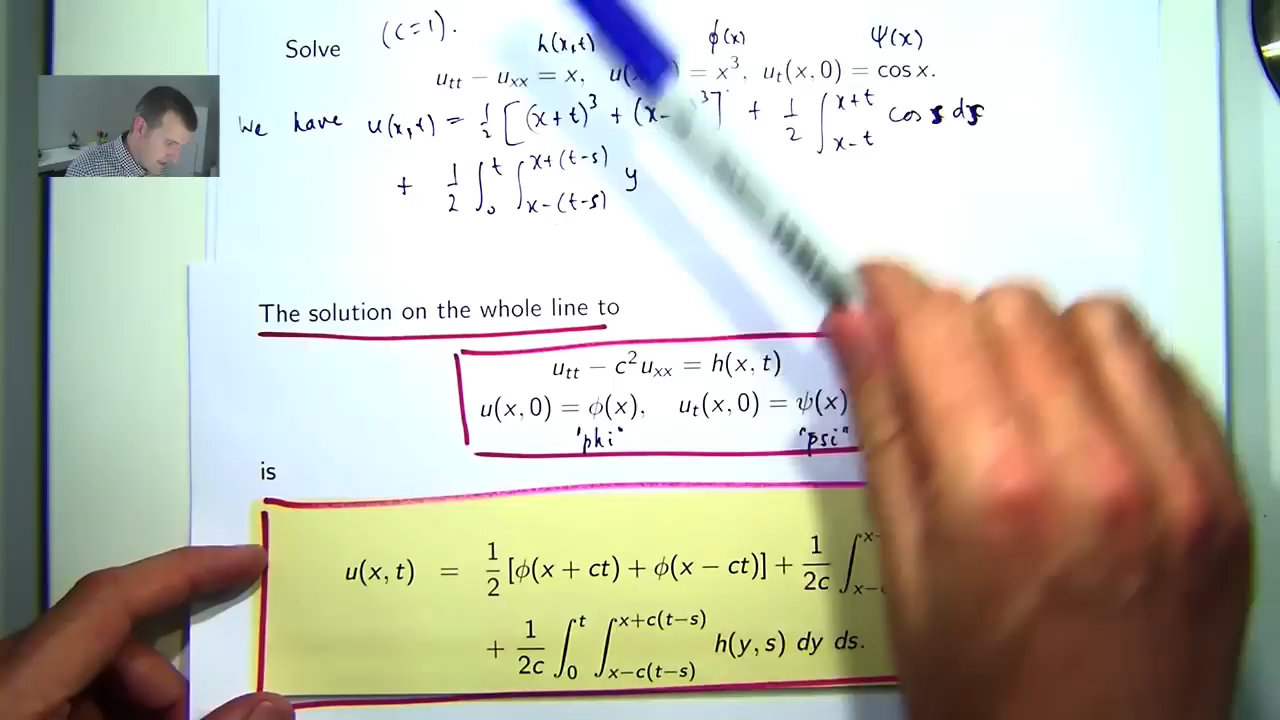 Solve (c=1).
h(x,t) ϕ(x) Ψ(x)
u_tt − u_xx = x, u( ) = x³, u_t(x, 0) = cos x.
We have u(x,t) = 1/2 [(x+t)³ + (x- )³] + 1/2 ∫_{x-t}^{x+t} cos s ds
+ 1/2 ∫_0^t ∫_{x-(t-s)}^{x+(t-s)} y
The solution on the whole line to
u_tt − c²u_xx = h(x, t)
u(x, 0) = ϕ(x), u_t(x, 0) = ψ(x)
"phi" "psi"
is
u(x, t) = 1/2 [ϕ(x + ct) + ϕ(x − ct)] + 1/2c ∫_{x−}^{x}
+ 1/2c ∫_0^t ∫_{x−c(t−s)}^{x+c(t−s)} h(y, s) dy ds.